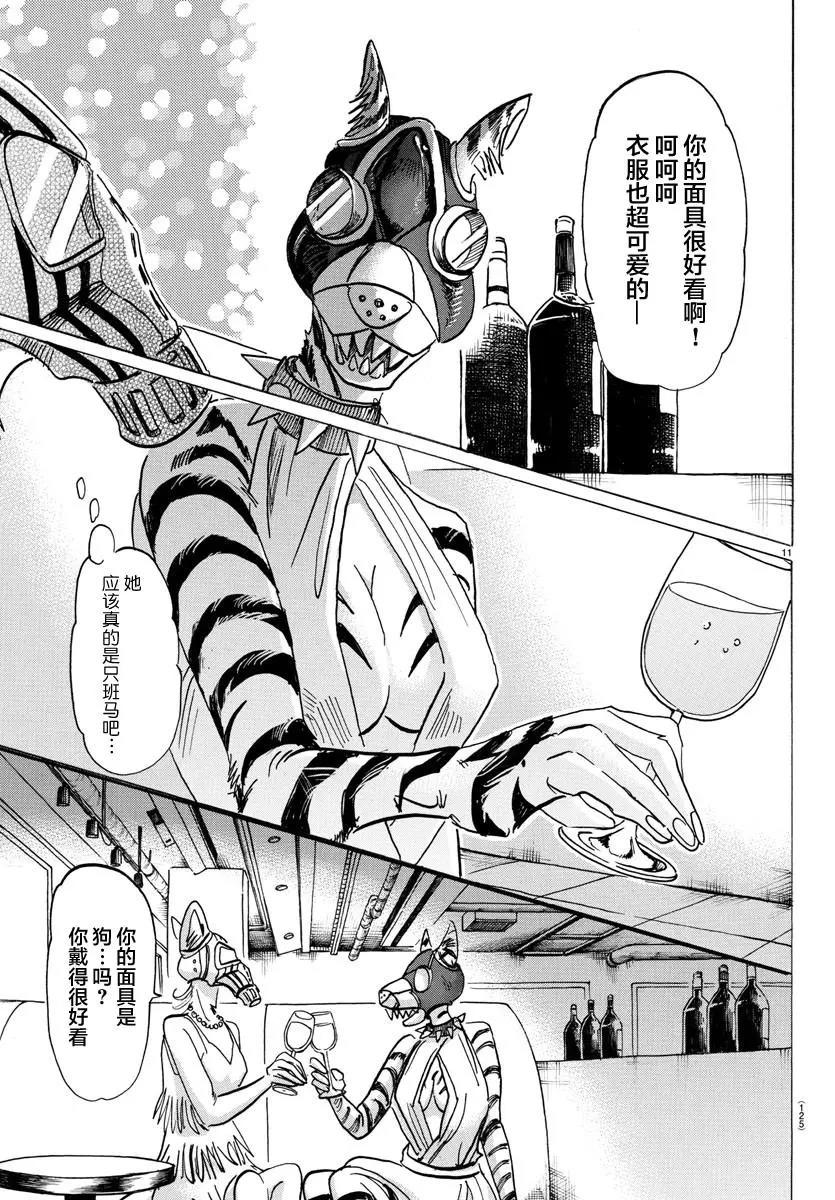 你的面具很好看啊！
呵呵呵
衣服也超可爱的—
11
她
应该真的是只班马吧…
你的面具是
狗…吗？
你戴得很好看
（125）